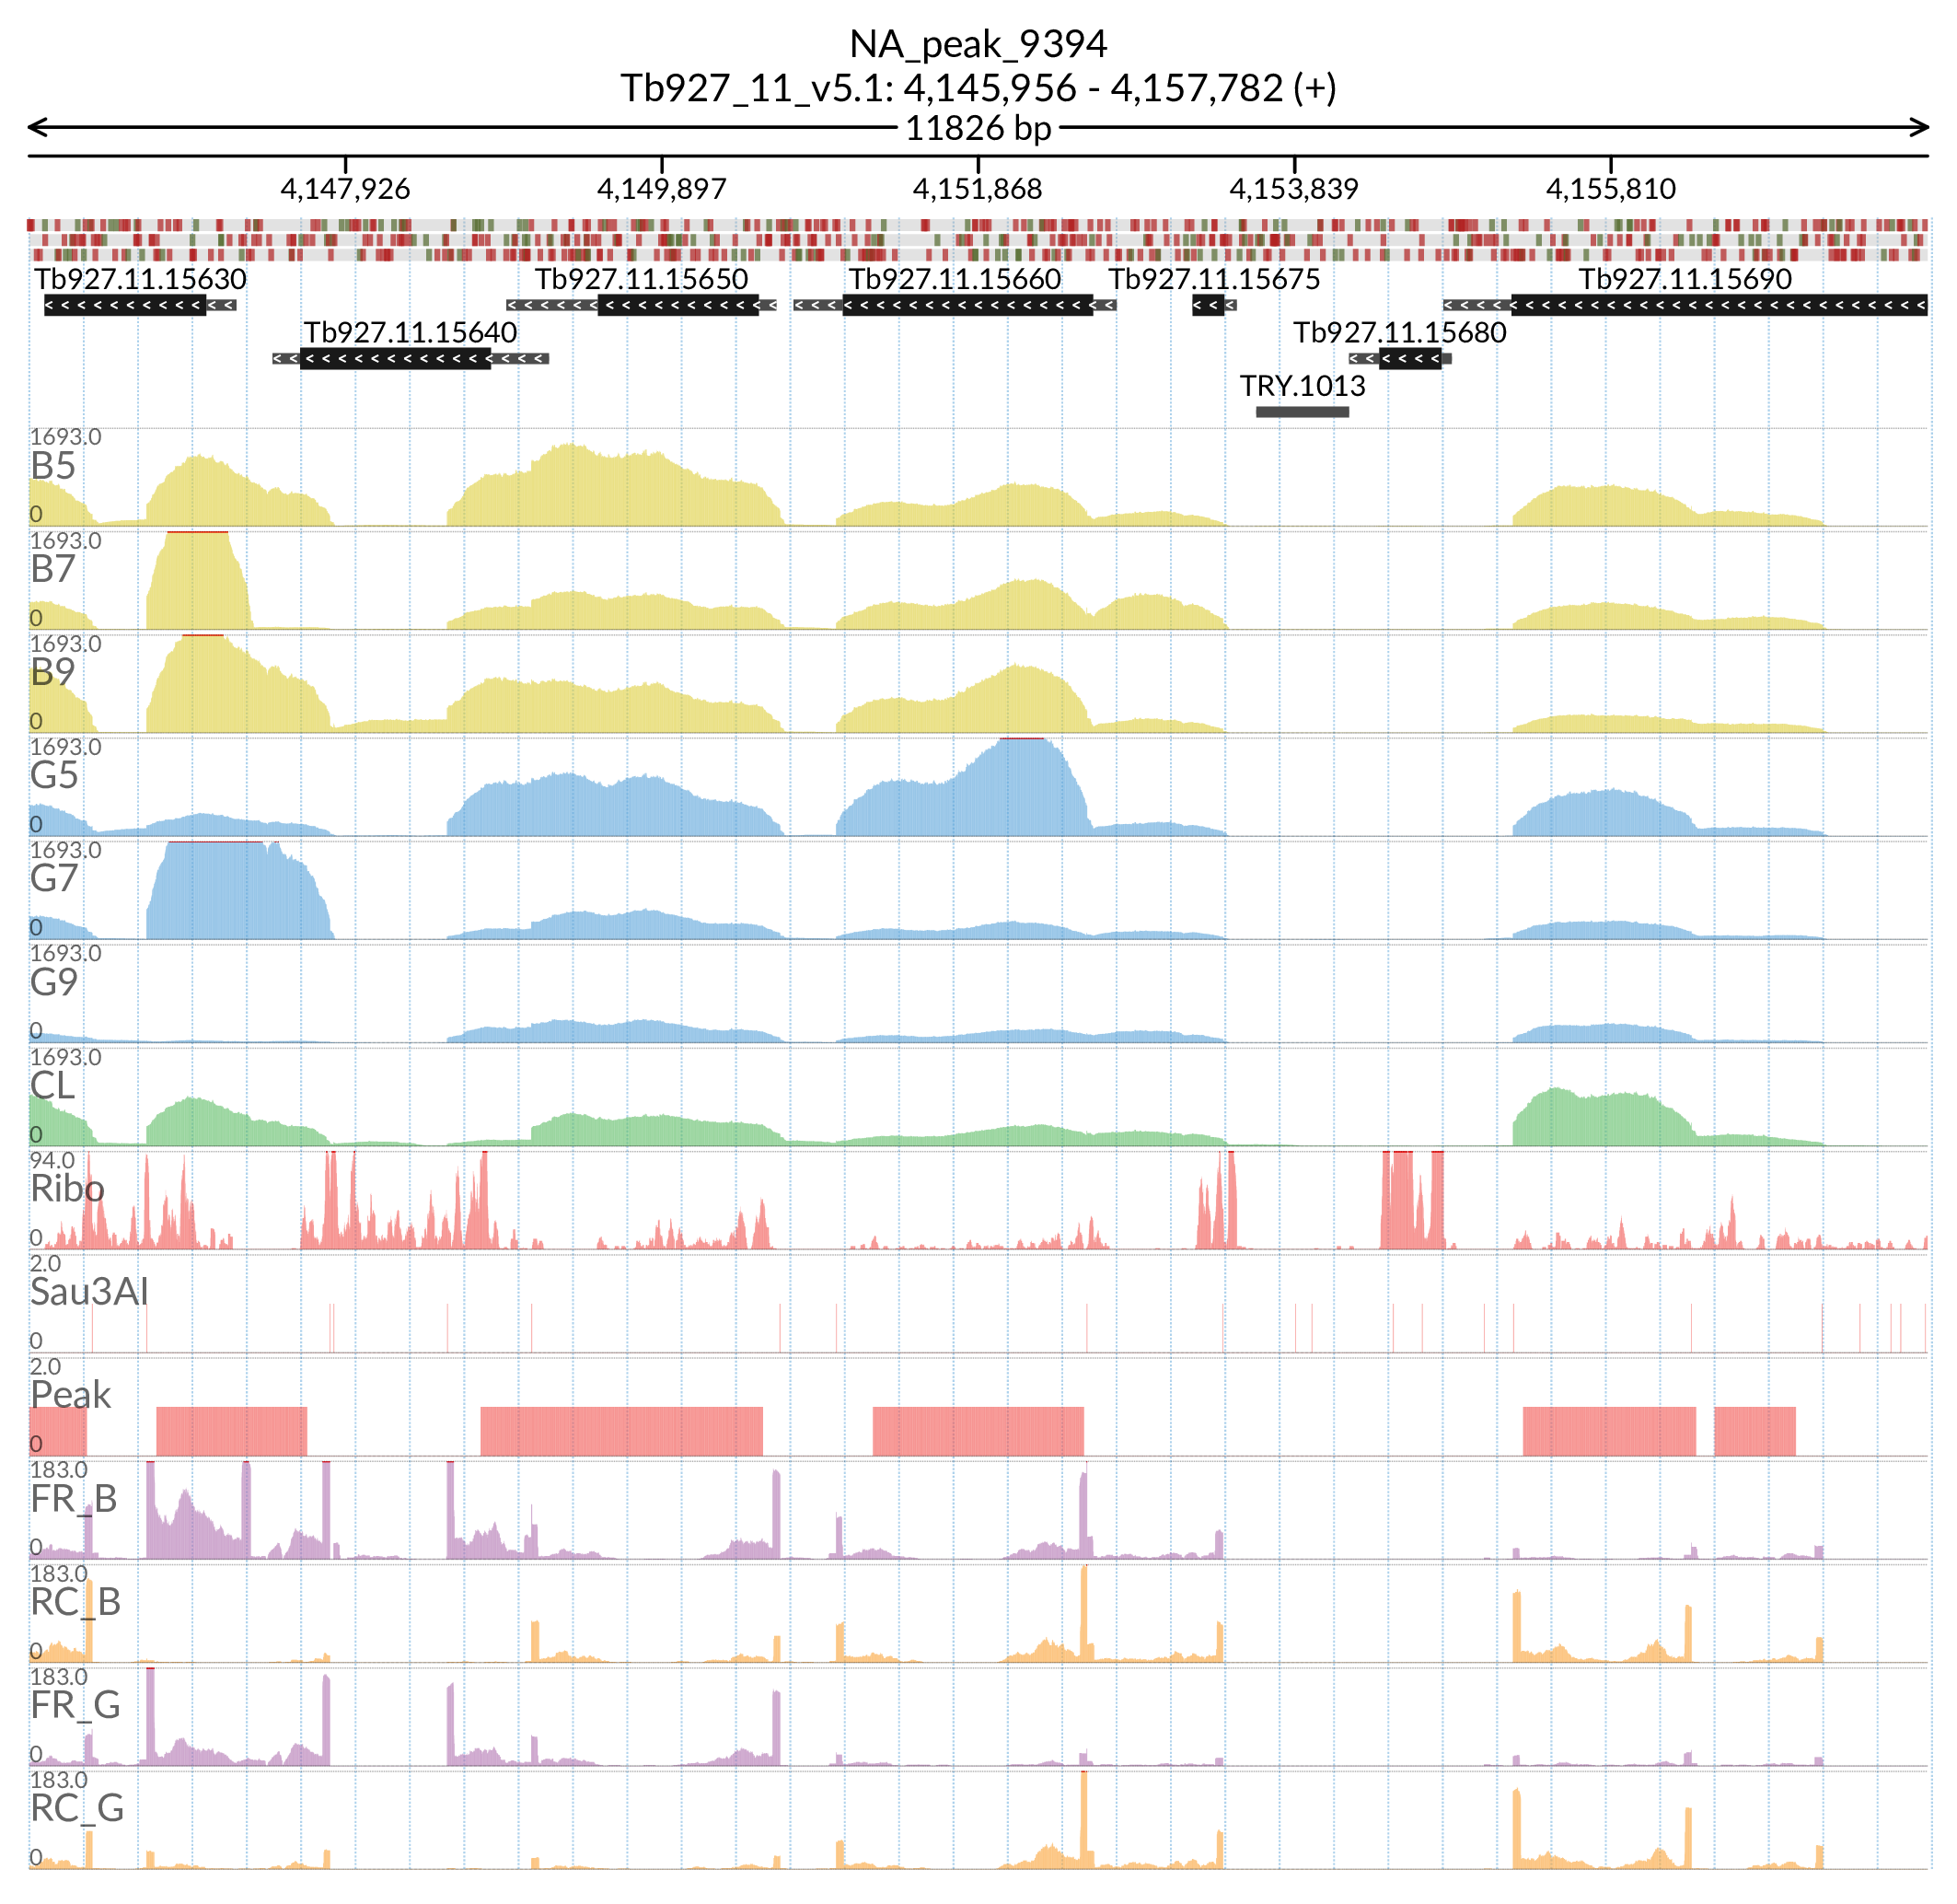 NA_peak_9394
Tb927_11_v5.1: 4,145,956 - 4,157,782 (+)
11826 bp
4,147,926 4,149,897 4,151,868 4,153,839 4,155,810
Tb927.11.15630 Tb927.11.15650 Tb927.11.15660 Tb927.11.15675 Tb927.11.15690
Tb927.11.15640 Tb927.11.15680
TRY.1013
1693.0
B5
0
1693.0
B7
0
1693.0
B9
0
1693.0
G5
0
1693.0
G7
0
1693.0
G9
0
1693.0
CL
0
94.0
Ribo
0
2.0
Sau3AI
0
2.0
Peak
0
183.0
FR_B
0
183.0
RC_B
0
183.0
FR_G
0
183.0
RC_G
0